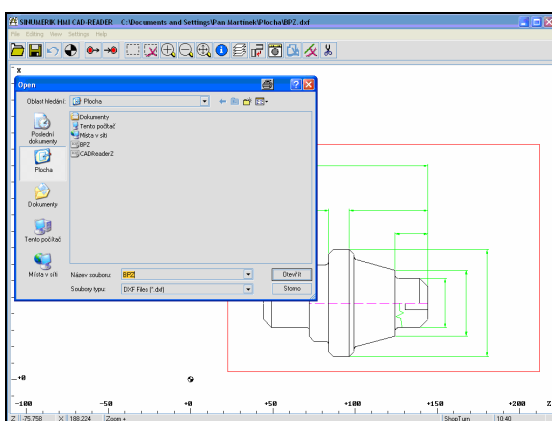 SINUMERIK HMI CAD-READER C:\Documents and Settings\Pan Martinek\Plocha\BPZ.dxf
File Editing View Settings Help
X
Open
Oblast hledání: Plocha
Poslední dokumenty
Plocha
Dokumenty
Tento počítač
Místa v síti
Dokumenty
Tento počítač
Místa v síti
BPZ
CADReader2
Název souboru: BPZ Otevřít
Soubory typu: DXF Files (*.dxf) Storno
+0
-100 -50 +0 +50 +100 +150 +200 Z
Z -75.758 X 188.224 Zoom + ShopTurn 10:40